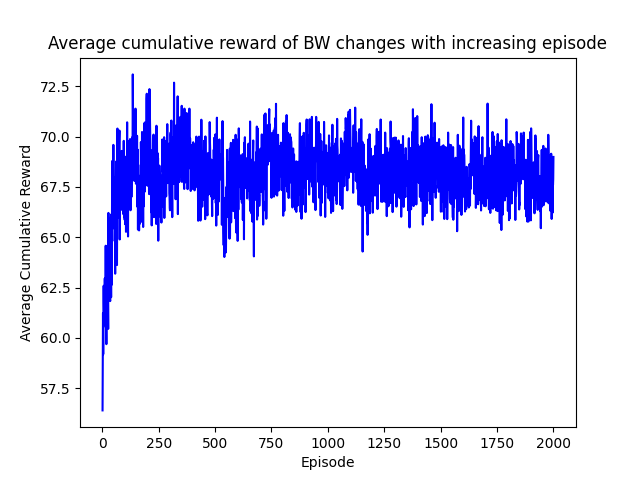 Average cumulative reward of BW changes with increasing episode
72.5
70.0
67.5
65.0
62.5
60.0
57.5
Average Cumulative Reward
0 250 500 750 1000 1250 1500 1750 2000
Episode